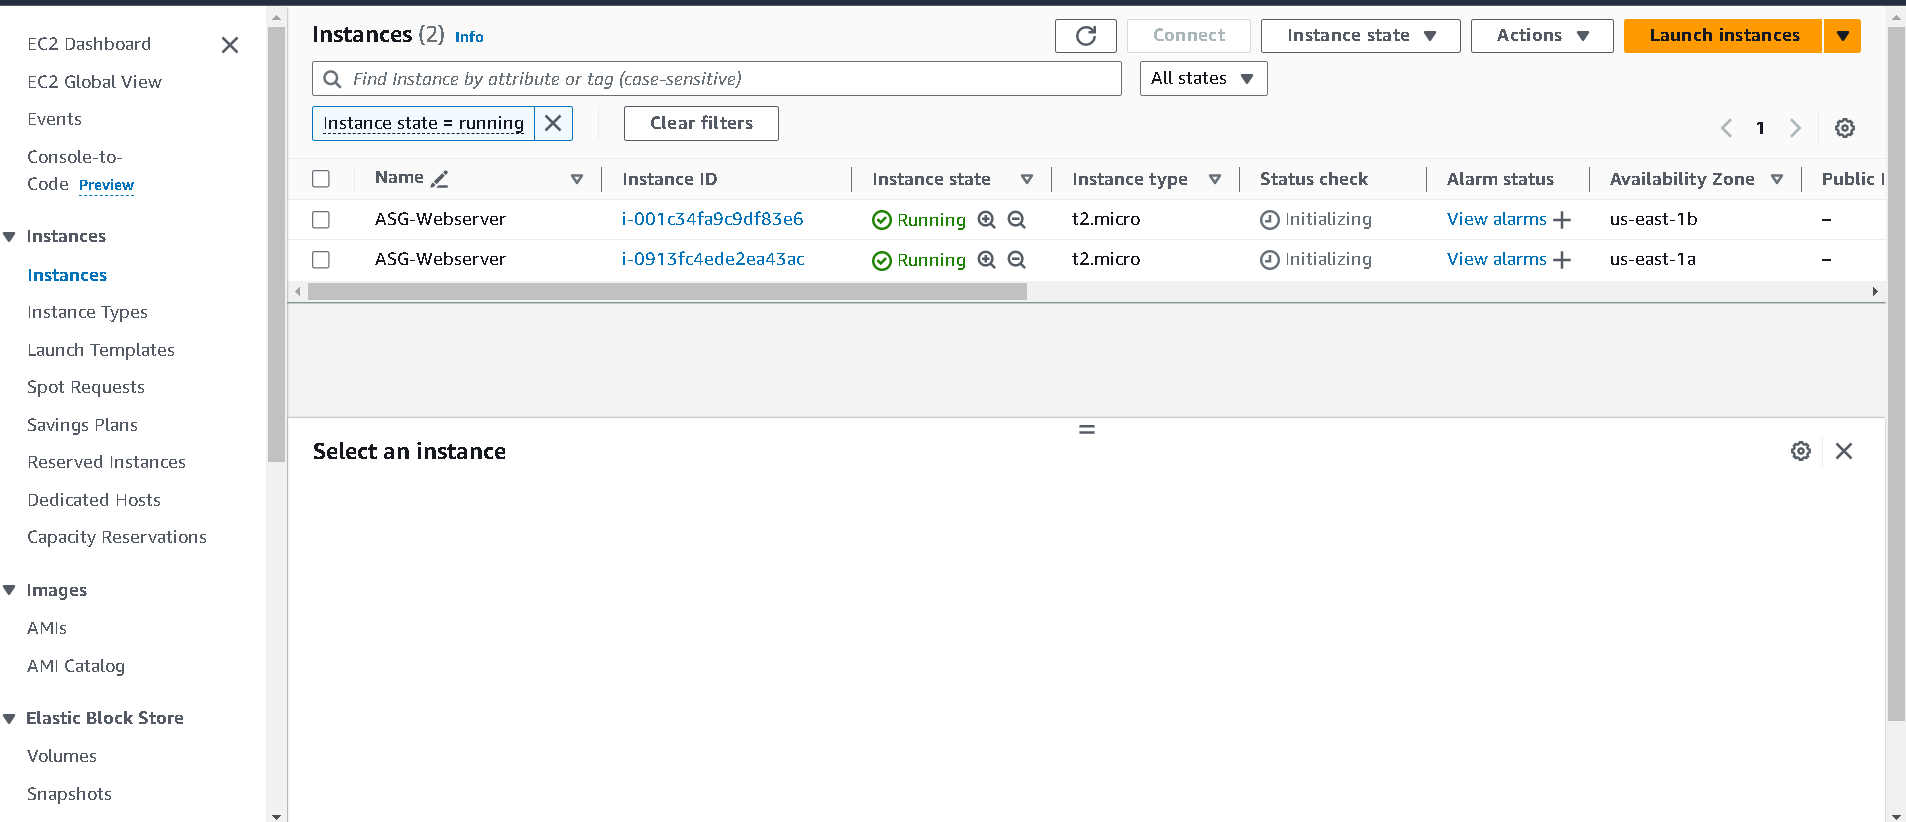 EC2 Dashboard
EC2 Global View
Events
Console-to-
Code Preview
Instances
Instances
Instance Types
Launch Templates
Spot Requests
Savings Plans
Reserved Instances
Dedicated Hosts
Capacity Reservations
Images
AMIs
AMI Catalog
Elastic Block Store
Volumes
Snapshots
Instances (2) Info
Connect
Instance state
Actions
Launch instances
Find Instance by attribute or tag (case-sensitive)
All states
Instance state = running
Clear filters
1
Name Instance ID Instance state Instance type Status check Alarm status Availability Zone Public I
ASG-Webserver i-001c34fa9c9df83e6 Running t2.micro Initializing View alarms + us-east-1b –
ASG-Webserver i-0913fc4ede2ea43ac Running t2.micro Initializing View alarms + us-east-1a –
Select an instance